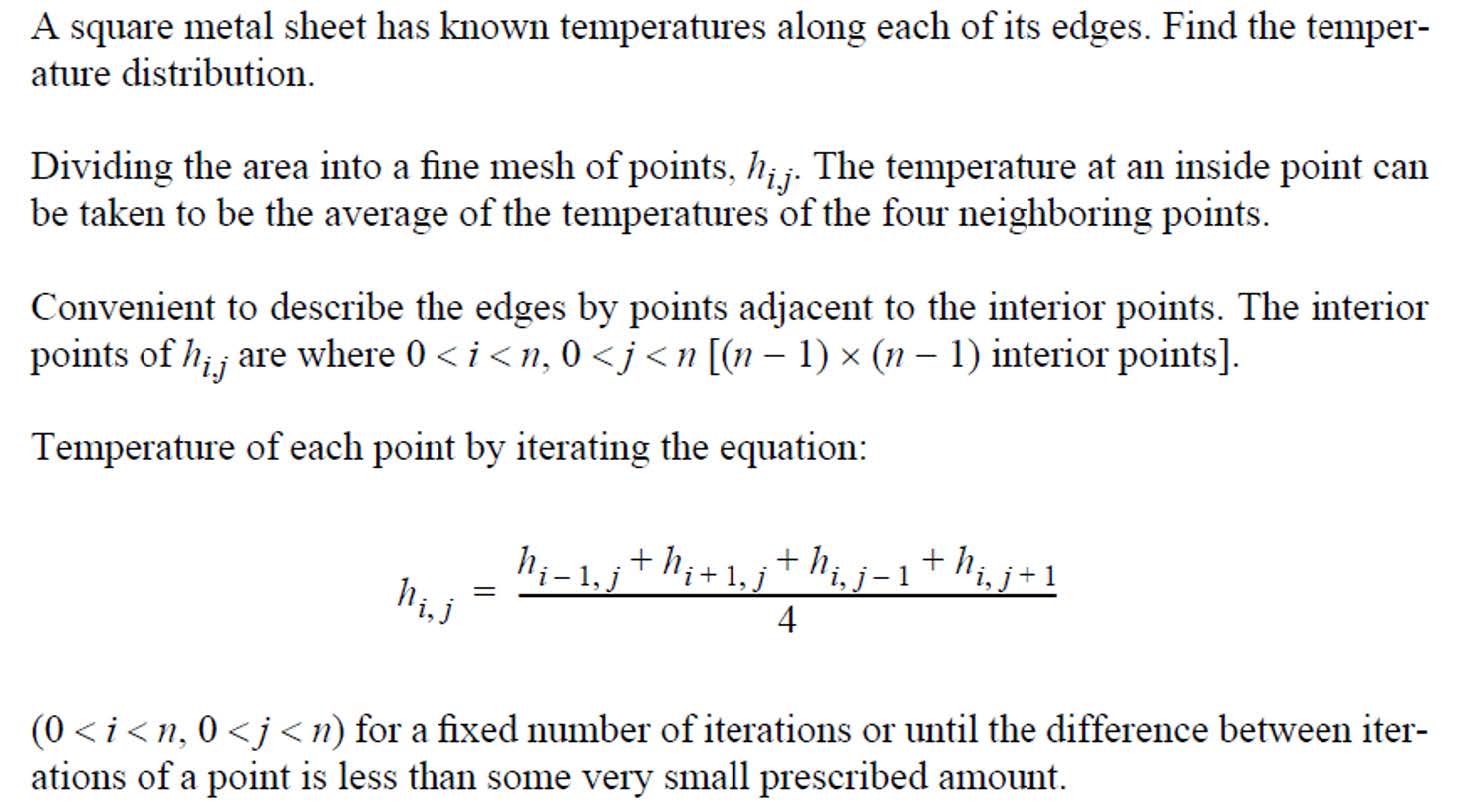 A square metal sheet has known temperatures along each of its edges. Find the temper-
ature distribution.
Dividing the area into a fine mesh of points, h_{i,j}. The temperature at an inside point can
be taken to be the average of the temperatures of the four neighboring points.
Convenient to describe the edges by points adjacent to the interior points. The interior
points of h_{i,j} are where 0 < i < n, 0 < j < n [(n − 1) × (n − 1) interior points].
Temperature of each point by iterating the equation:
h_{i, j} = \frac{h_{i − 1, j} + h_{i + 1, j} + h_{i, j − 1} + h_{i, j + 1}}{4}
(0 < i < n, 0 < j < n) for a fixed number of iterations or until the difference between iter-
ations of a point is less than some very small prescribed amount.